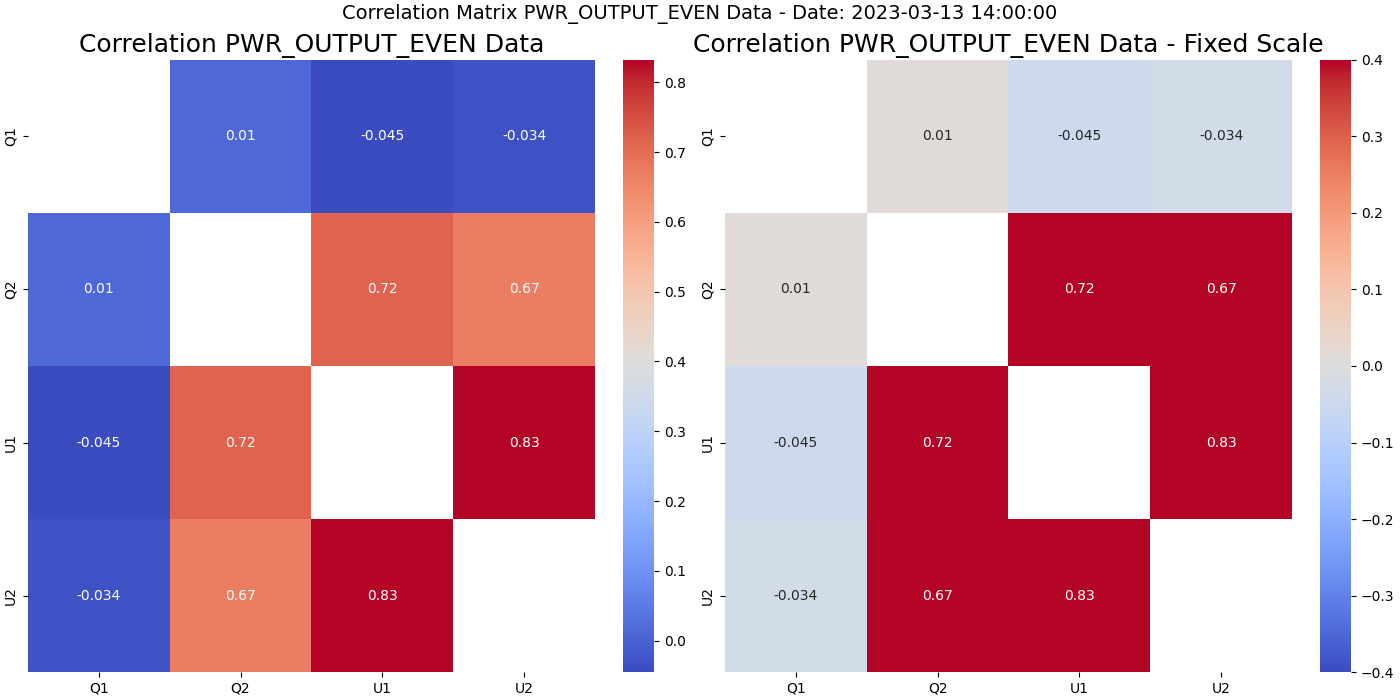 Correlation Matrix PWR_OUTPUT_EVEN Data - Date: 2023-03-13 14:00:00
Correlation PWR_OUTPUT_EVEN Data
Q1
0.01
-0.045
-0.034
Q2
0.01
0.72
0.67
U1
-0.045
0.72
0.83
U2
-0.034
0.67
0.83
Q1
Q2
U1
U2
0.8
0.7
0.6
0.5
0.4
0.3
0.2
0.1
0.0
Correlation PWR_OUTPUT_EVEN Data - Fixed Scale
Q1
0.01
-0.045
-0.034
Q2
0.01
0.72
0.67
U1
-0.045
0.72
0.83
U2
-0.034
0.67
0.83
Q1
Q2
U1
U2
0.4
0.3
0.2
0.1
0.0
−0.1
−0.2
−0.3
−0.4